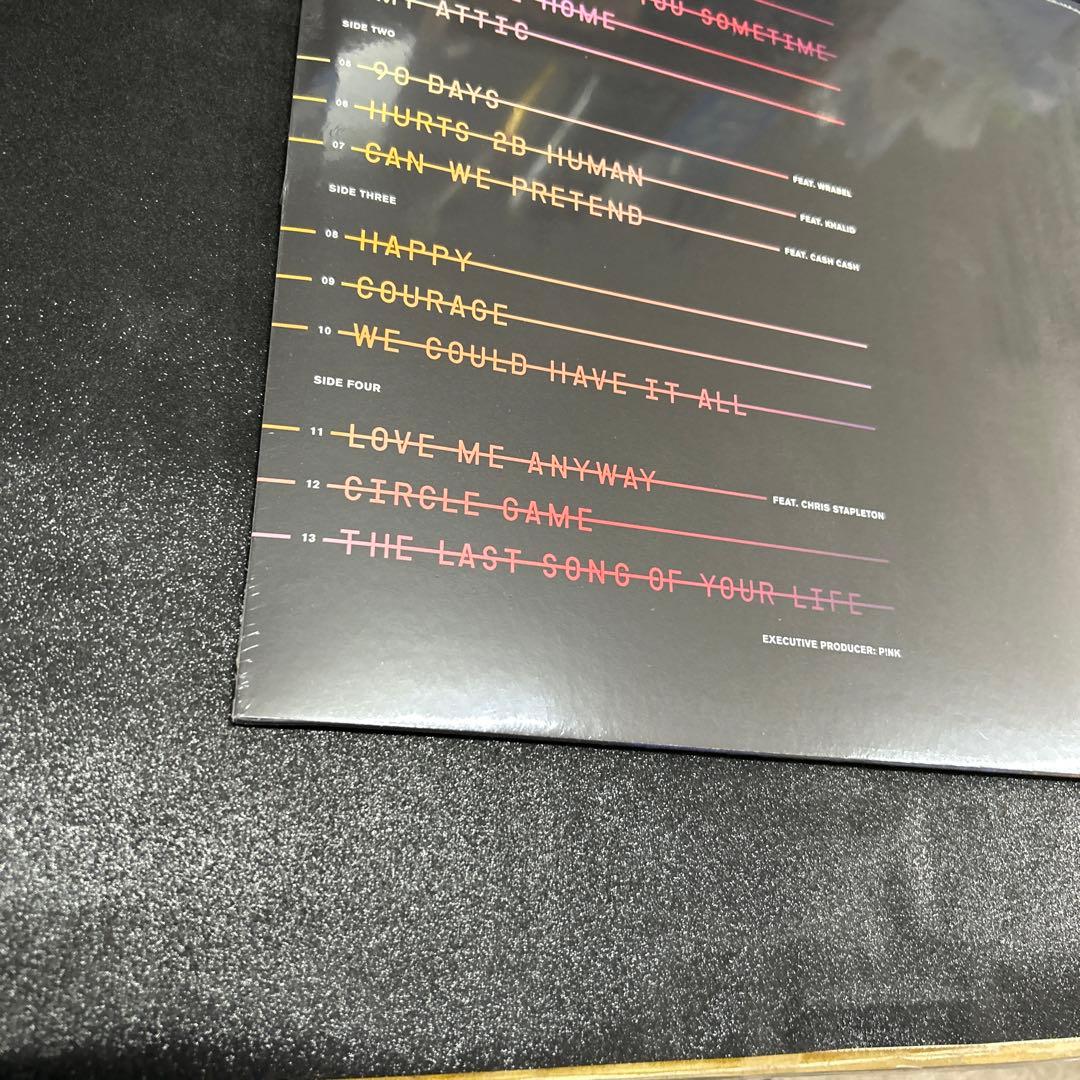 YOU SOMETIME
HOME
MY ATTIC
SIDE TWO
05 90 DAYS FEAT. WRABEL
06 HURTS 2B HUMAN FEAT. KHALID
07 CAN WE PRETEND FEAT. CASH CASH
SIDE THREE
08 HAPPY
09 COURAGE
10 WE COULD HAVE IT ALL
SIDE FOUR
11 LOVE ME ANYWAY FEAT. CHRIS STAPLETON
12 CIRCLE GAME
13 THE LAST SONG OF YOUR LIFE
EXECUTIVE PRODUCER: P!NK